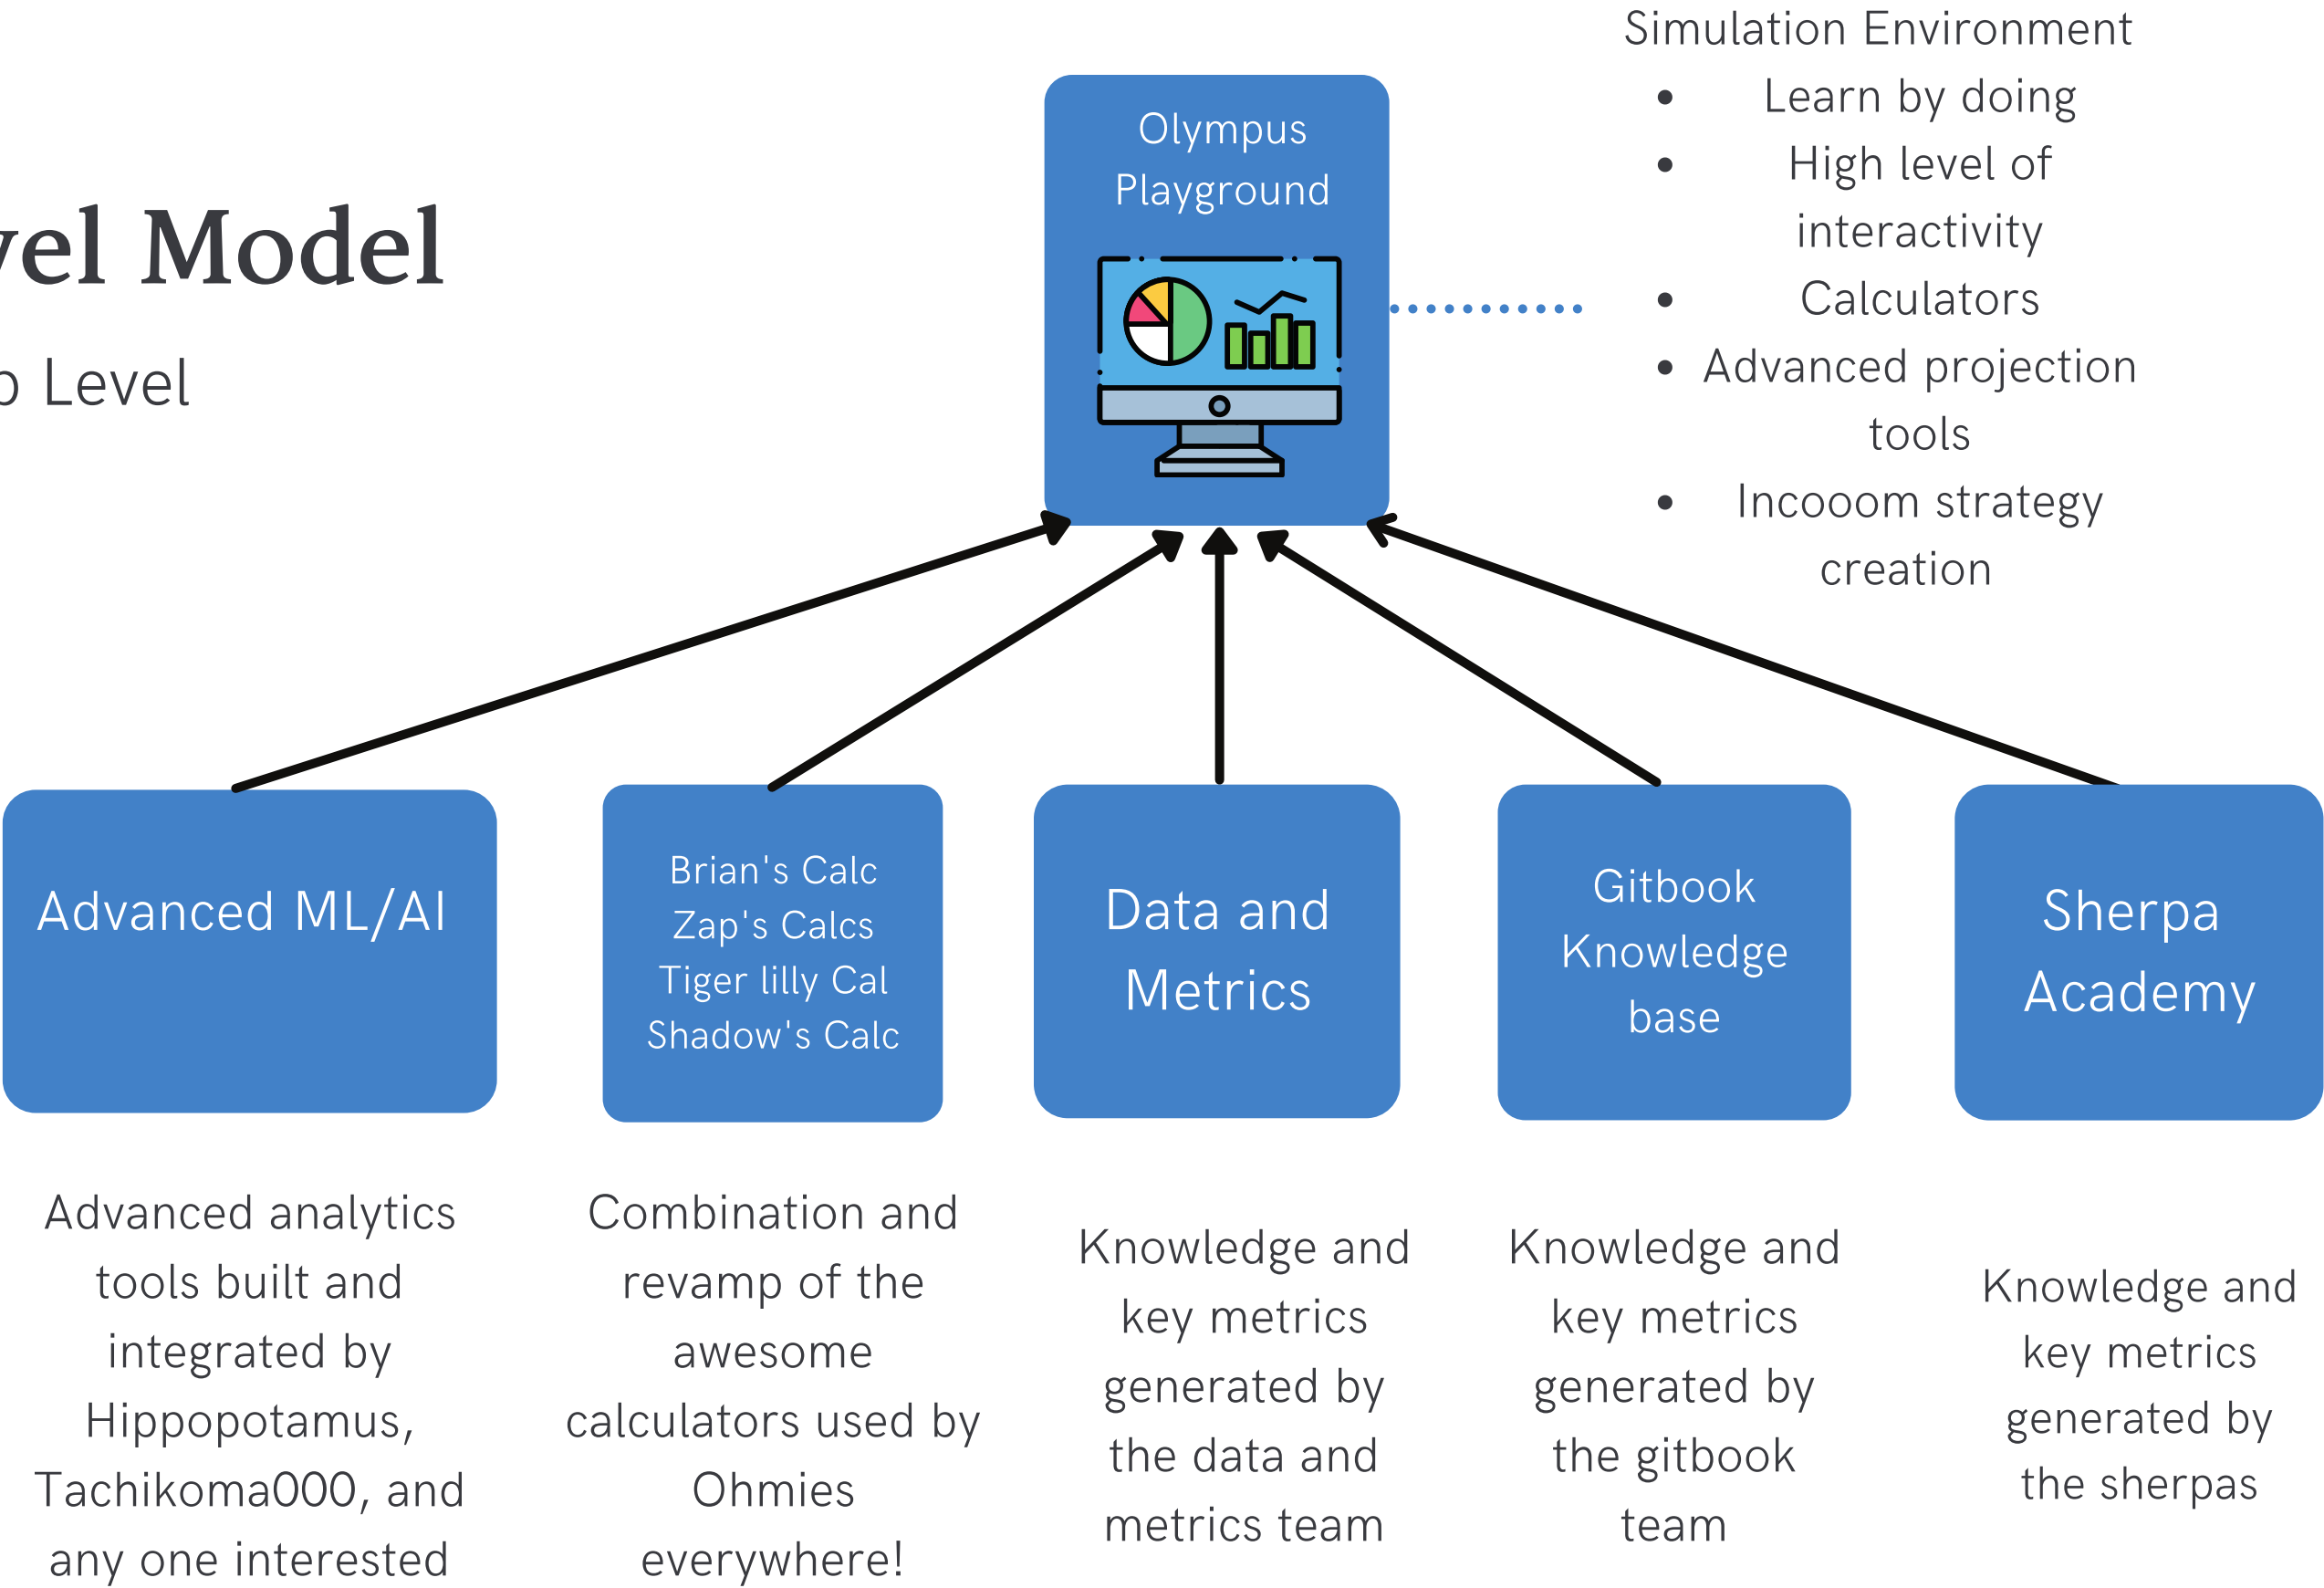 vel Model
Level
Olympus
Playground
Simulation Environment
Learn by doing
High level of
interactivity
Calculators
Advanced projection
tools
Incooom strategy
creation
Advanced ML/AI
Brian's Calc
Zap's Calcs
Tiger lilly Cal
Shadow's Calc
Data and
Metrics
Gitbook
Knowledge
base
Sherpa
Academy
Advanced analytics
tools built and
integrated by
Hippopotamus,
Tachikoma000, and
any one interested
Combination and
revamp of the
awesome
calculators used by
Ohmies
everywhere!
Knowledge and
key metrics
generated by
the data and
metrics team
Knowledge and
key metrics
generated by
the gitbook
team
Knowledge and
key metrics
generated by
the sherpas